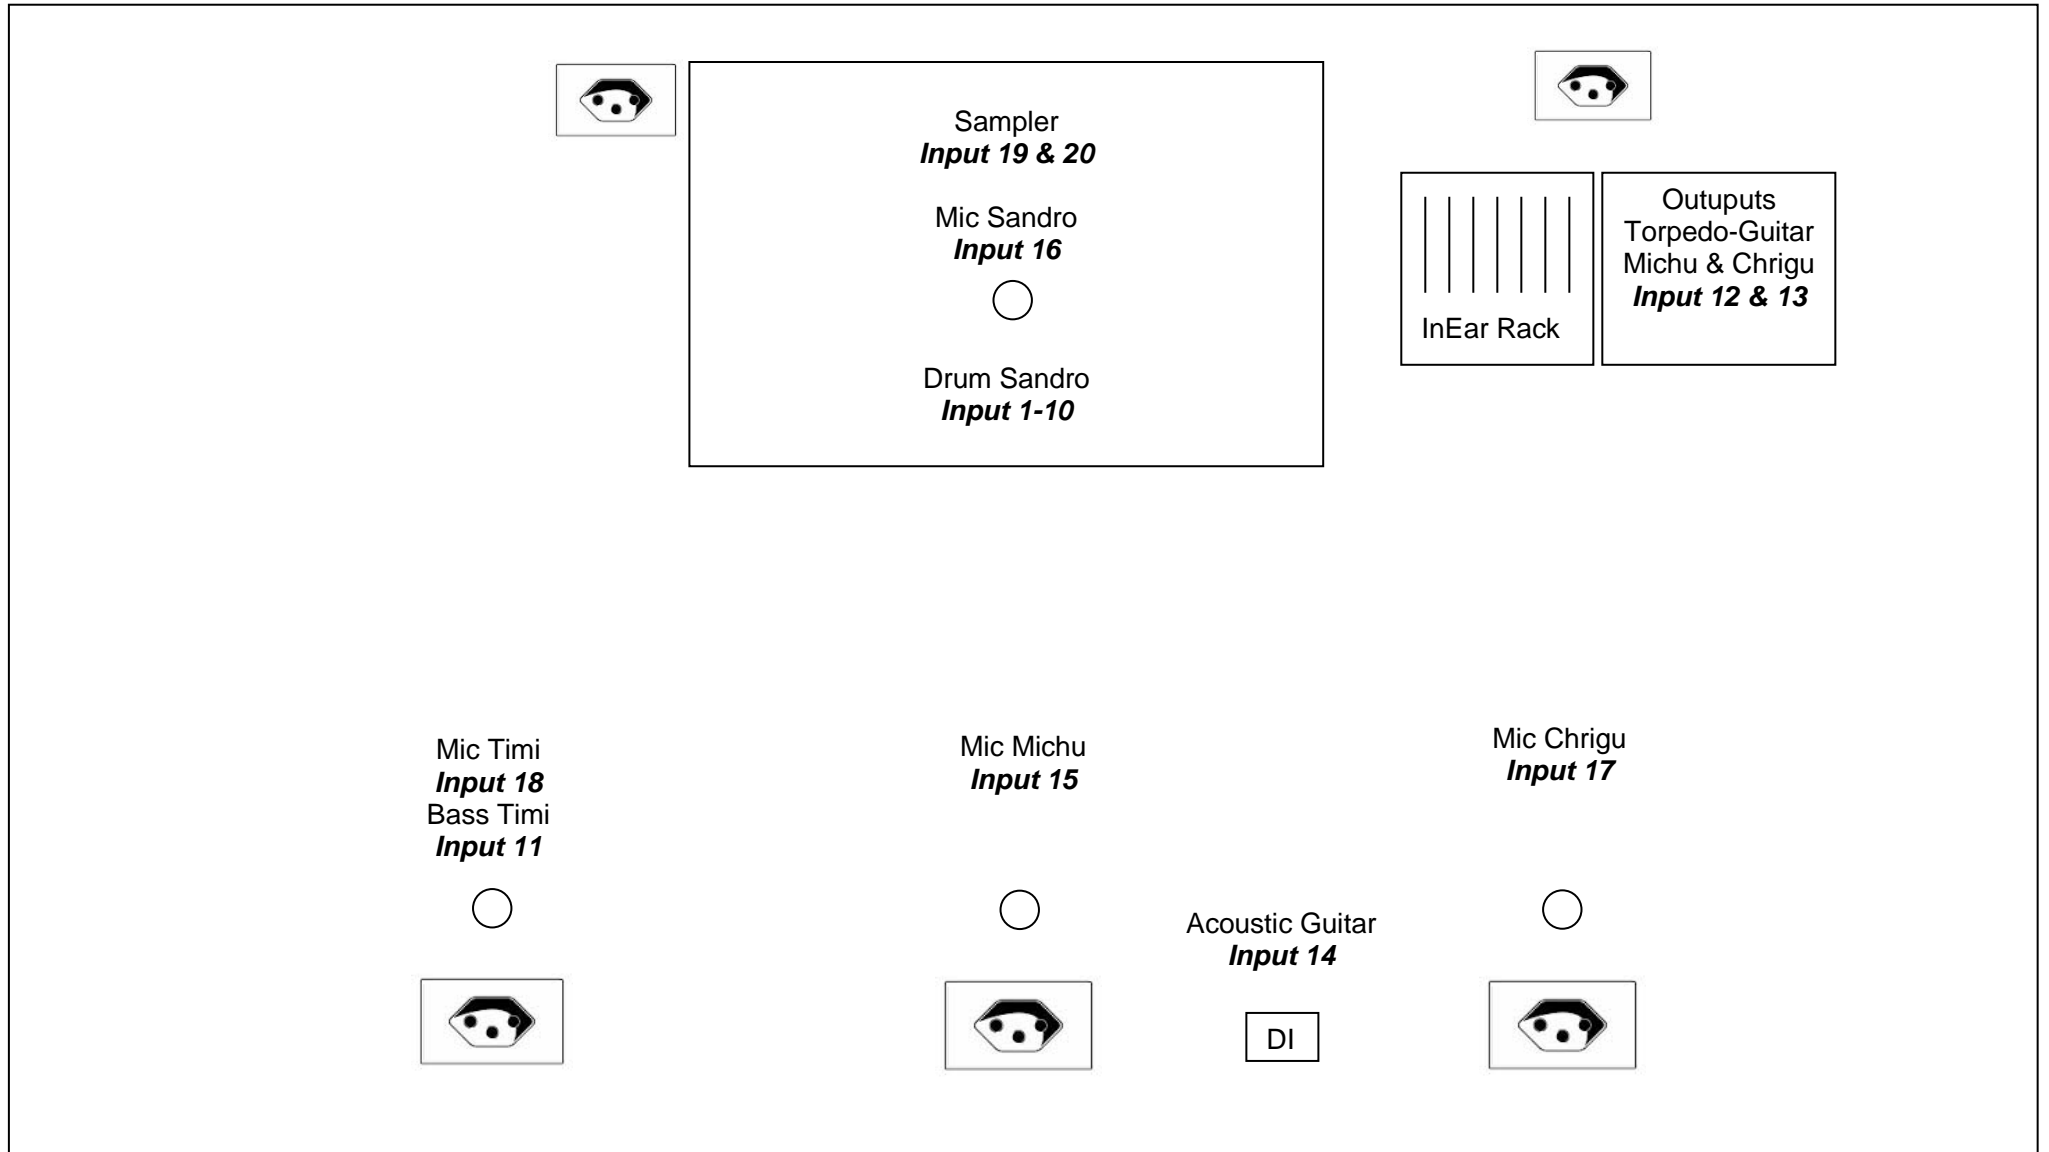 Sampler
Input 19 & 20
Mic Sandro
Input 16
Drum Sandro
Input 1-10
InEar Rack
Outuputs
Torpedo-Guitar
Michu & Chrigu
Input 12 & 13
Mic Timi
Input 18
Bass Timi
Input 11
Mic Michu
Input 15
Acoustic Guitar
Input 14
DI
Mic Chrigu
Input 17